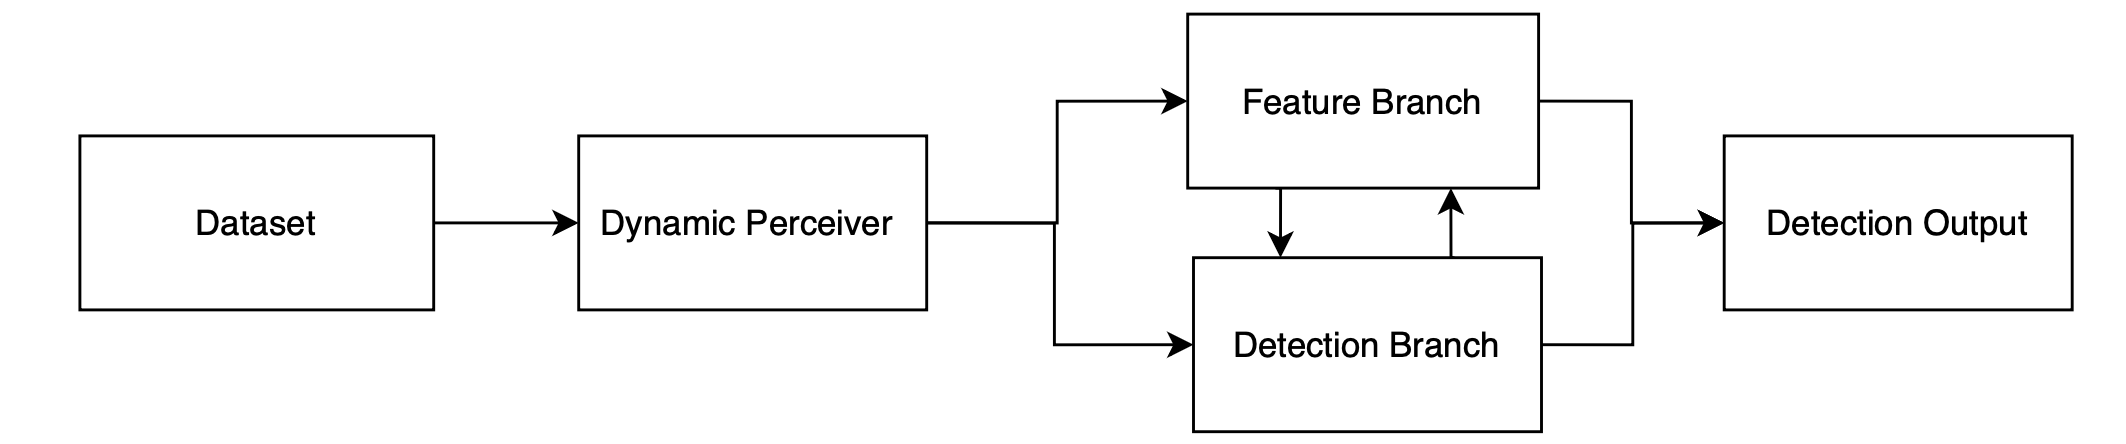 Dataset
Dynamic Perceiver
Feature Branch
Detection Branch
Detection Output